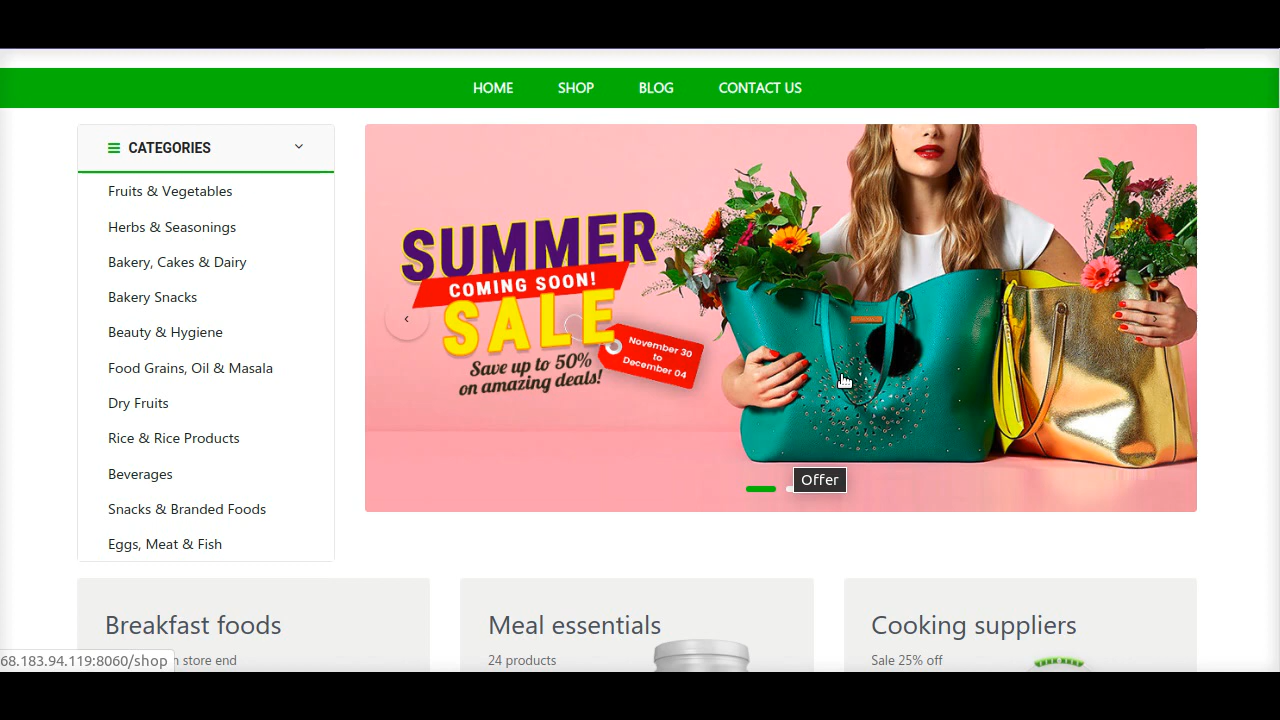 HOME SHOP BLOG CONTACT US
CATEGORIES
Fruits & Vegetables
Herbs & Seasonings
Bakery, Cakes & Dairy
Bakery Snacks
Beauty & Hygiene
Food Grains, Oil & Masala
Dry Fruits
Rice & Rice Products
Beverages
Snacks & Branded Foods
Eggs, Meat & Fish
SUMMER
COMING SOON!
SALE
November 30
to
December 04
Save up to 50%
on amazing deals!
Offer
Breakfast foods
store end
Meal essentials
24 products
Cooking suppliers
Sale 25% off
68.183.94.119:8060/shop